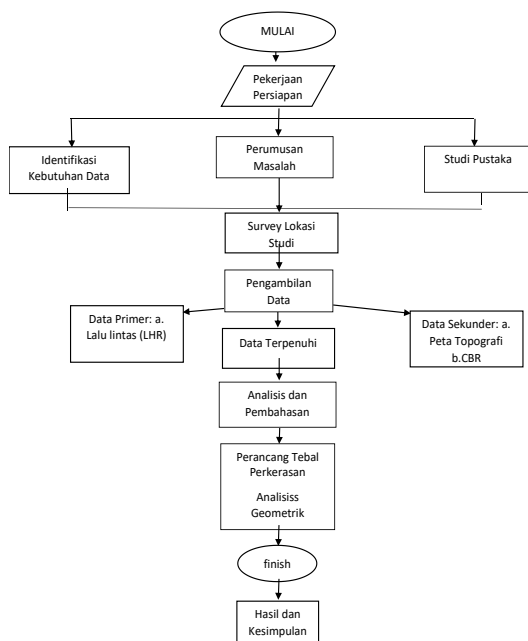 MULAI
Pekerjaan
Persiapan
Identifikasi
Kebutuhan Data
Perumusan
Masalah
Studi Pustaka
Survey Lokasi
Studi
Pengambilan
Data
Data Primer: a.
Lalu lintas (LHR)
Data Sekunder: a.
Peta Topografi
b.CBR
Data Terpenuhi
Analisis dan
Pembahasan
Perancang Tebal
Perkerasan
Analisiss
Geometrik
finish
Hasil dan
Kesimpulan